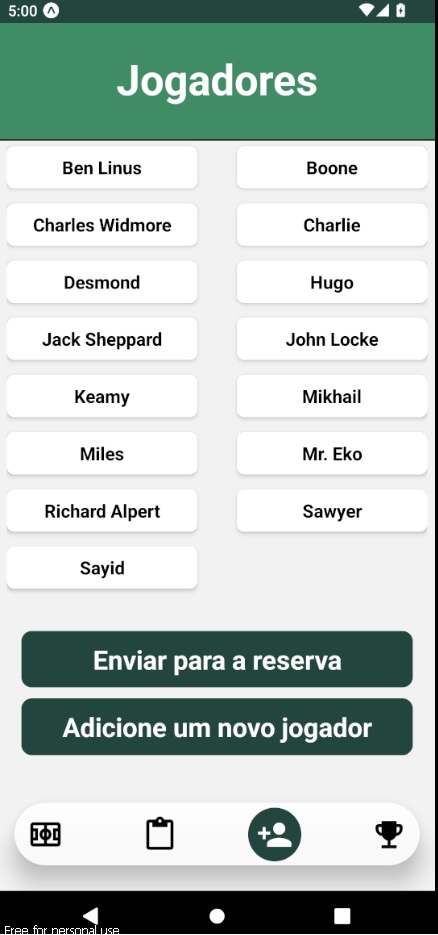 5:00
Jogadores
Ben Linus
Boone
Charles Widmore
Charlie
Desmond
Hugo
Jack Sheppard
John Locke
Keamy
Mikhail
Miles
Mr. Eko
Richard Alpert
Sawyer
Sayid
Enviar para a reserva
Adicione um novo jogador
Free for personal use